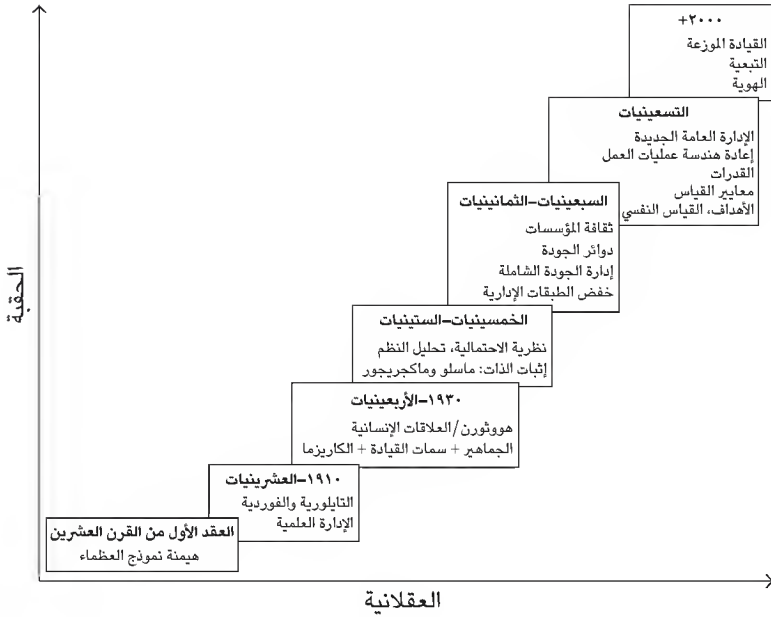 +٢٠٠٠
القيادة الموزعة
التبعية
الهوية
التسعينيات
الإدارة العامة الجديدة
إعادة هندسة عمليات العمل
القدرات
معايير القياس
الأهداف، القياس النفسي
السبعينيات–الثمانينيات
ثقافة المؤسسات
دوائر الجودة
إدارة الجودة الشاملة
خفض الطبقات الإدارية
الخمسينيات–الستينيات
نظرية الاحتمالية، تحليل النظم
إثبات الذات: ماسلو وماكجريجور
١٩٣٠–الأربعينيات
هووثورن/العلاقات الإنسانية
الجماهير + سمات القيادة + الكاريزما
١٩١٠–العشرينيات
التايلورية والفوردية
الإدارة العلمية
العقد الأول من القرن العشرين
هيمنة نموذج العظماء
الحقبة
العقلانية